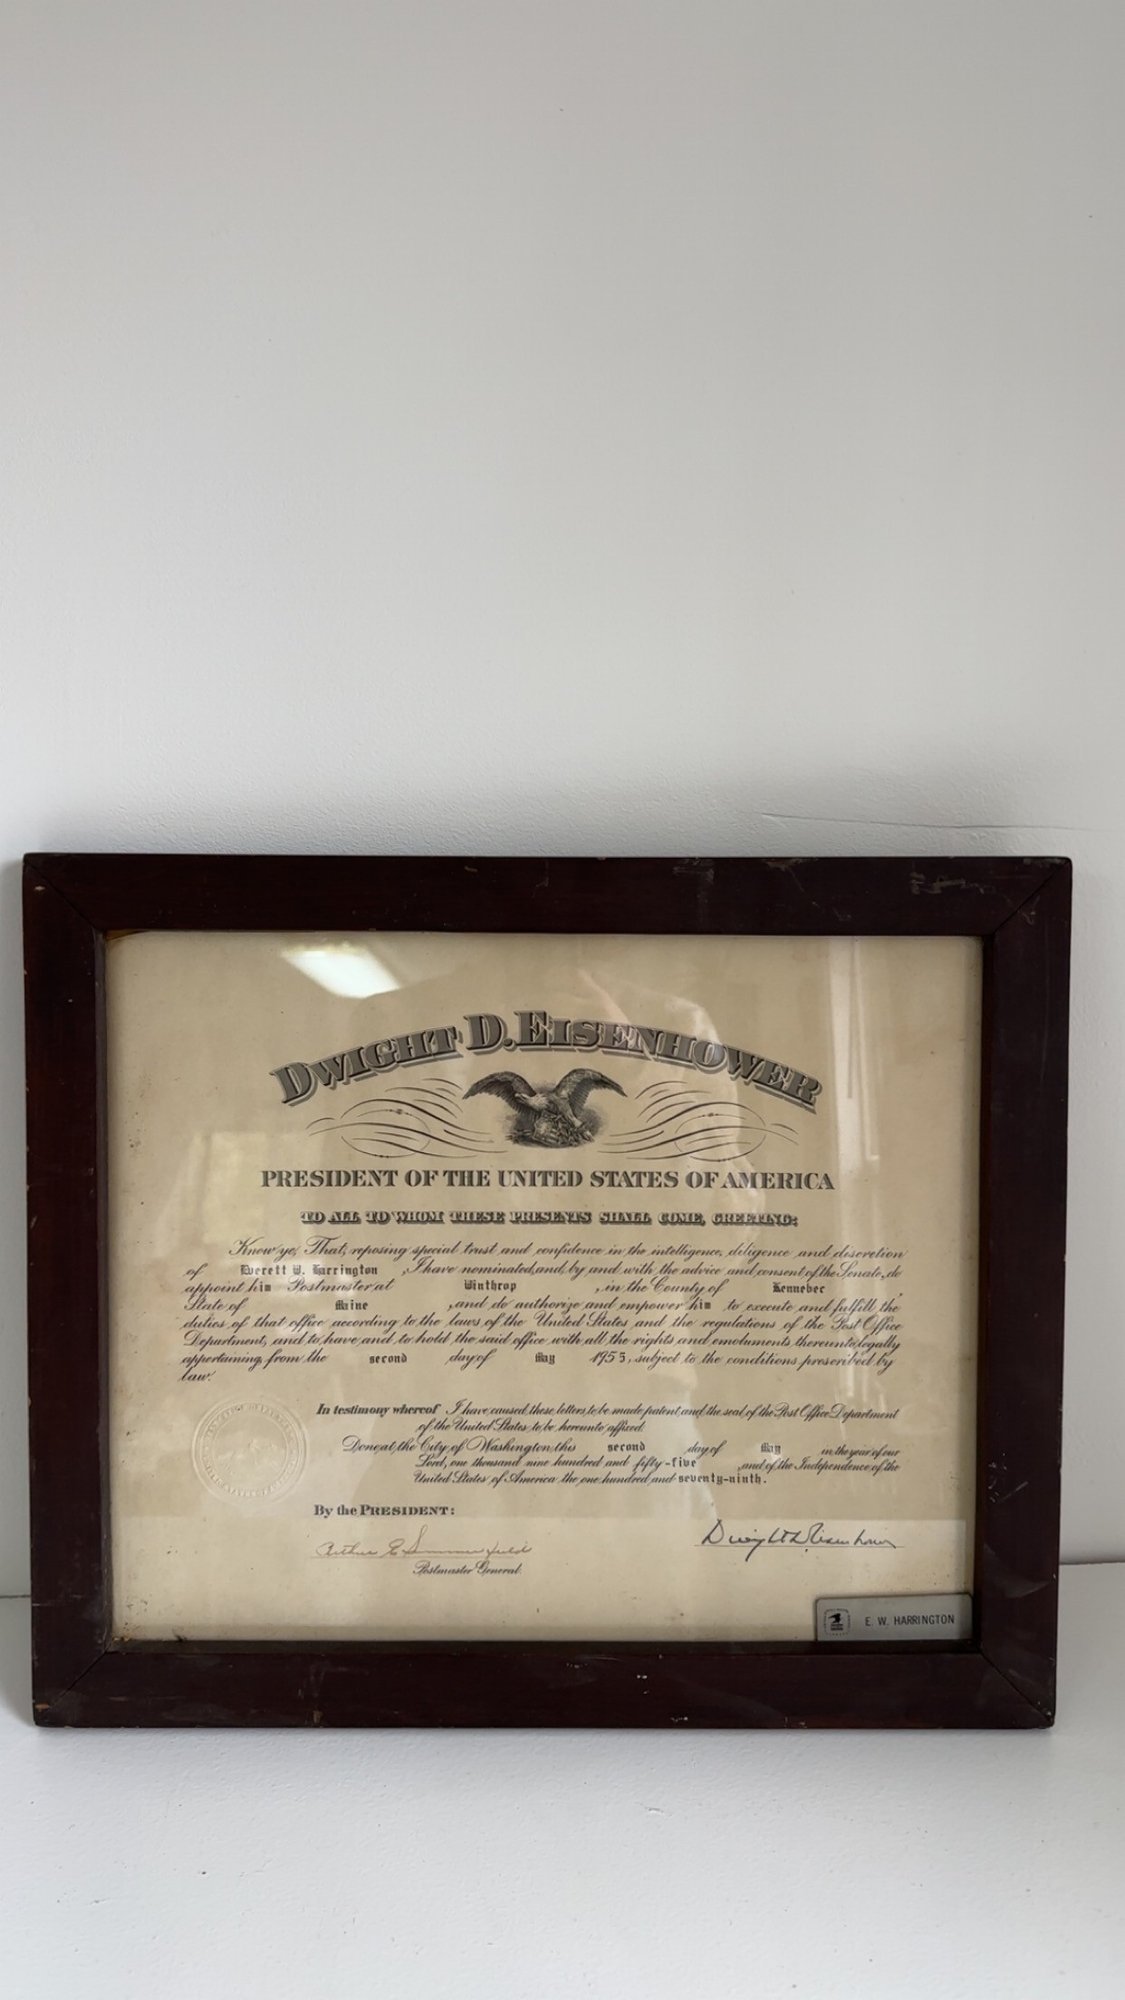 DWIGHT D. EISENHOWER
PRESIDENT OF THE UNITED STATES OF AMERICA
TO ALL TO WHOM THESE PRESENTS SHALL COME, GREETING:
Know ye, That, reposing special trust and confidence in the intelligence, diligence and discretion
of Everett W. Harrington, I have nominated, and, by and with the advice and consent of the Senate, do
appoint him Postmaster at Winthrop, in the County of Kennebec,
State of Maine, and do authorize and empower him to execute and fulfill the
duties of that office according to the laws of the United States and the regulations of the Post Office
Department, and to have and to hold the said office, with all the rights and emoluments thereunto legally
appertaining, from the second day of May 1955, subject to the conditions prescribed by
law.
In testimony whereof I have caused these letters to be made patent, and the seal of the Post Office Department
of the United States to be hereunto affixed.
Done at the City of Washington this second day of May in the year of our
Lord, one thousand nine hundred and fifty-five, and of the Independence of the
United States of America the one hundred and seventy-ninth.
By the PRESIDENT:
Arthur E Summerfield
Dwight D Eisenhower
Postmaster General.
E. W. HARRINGTON